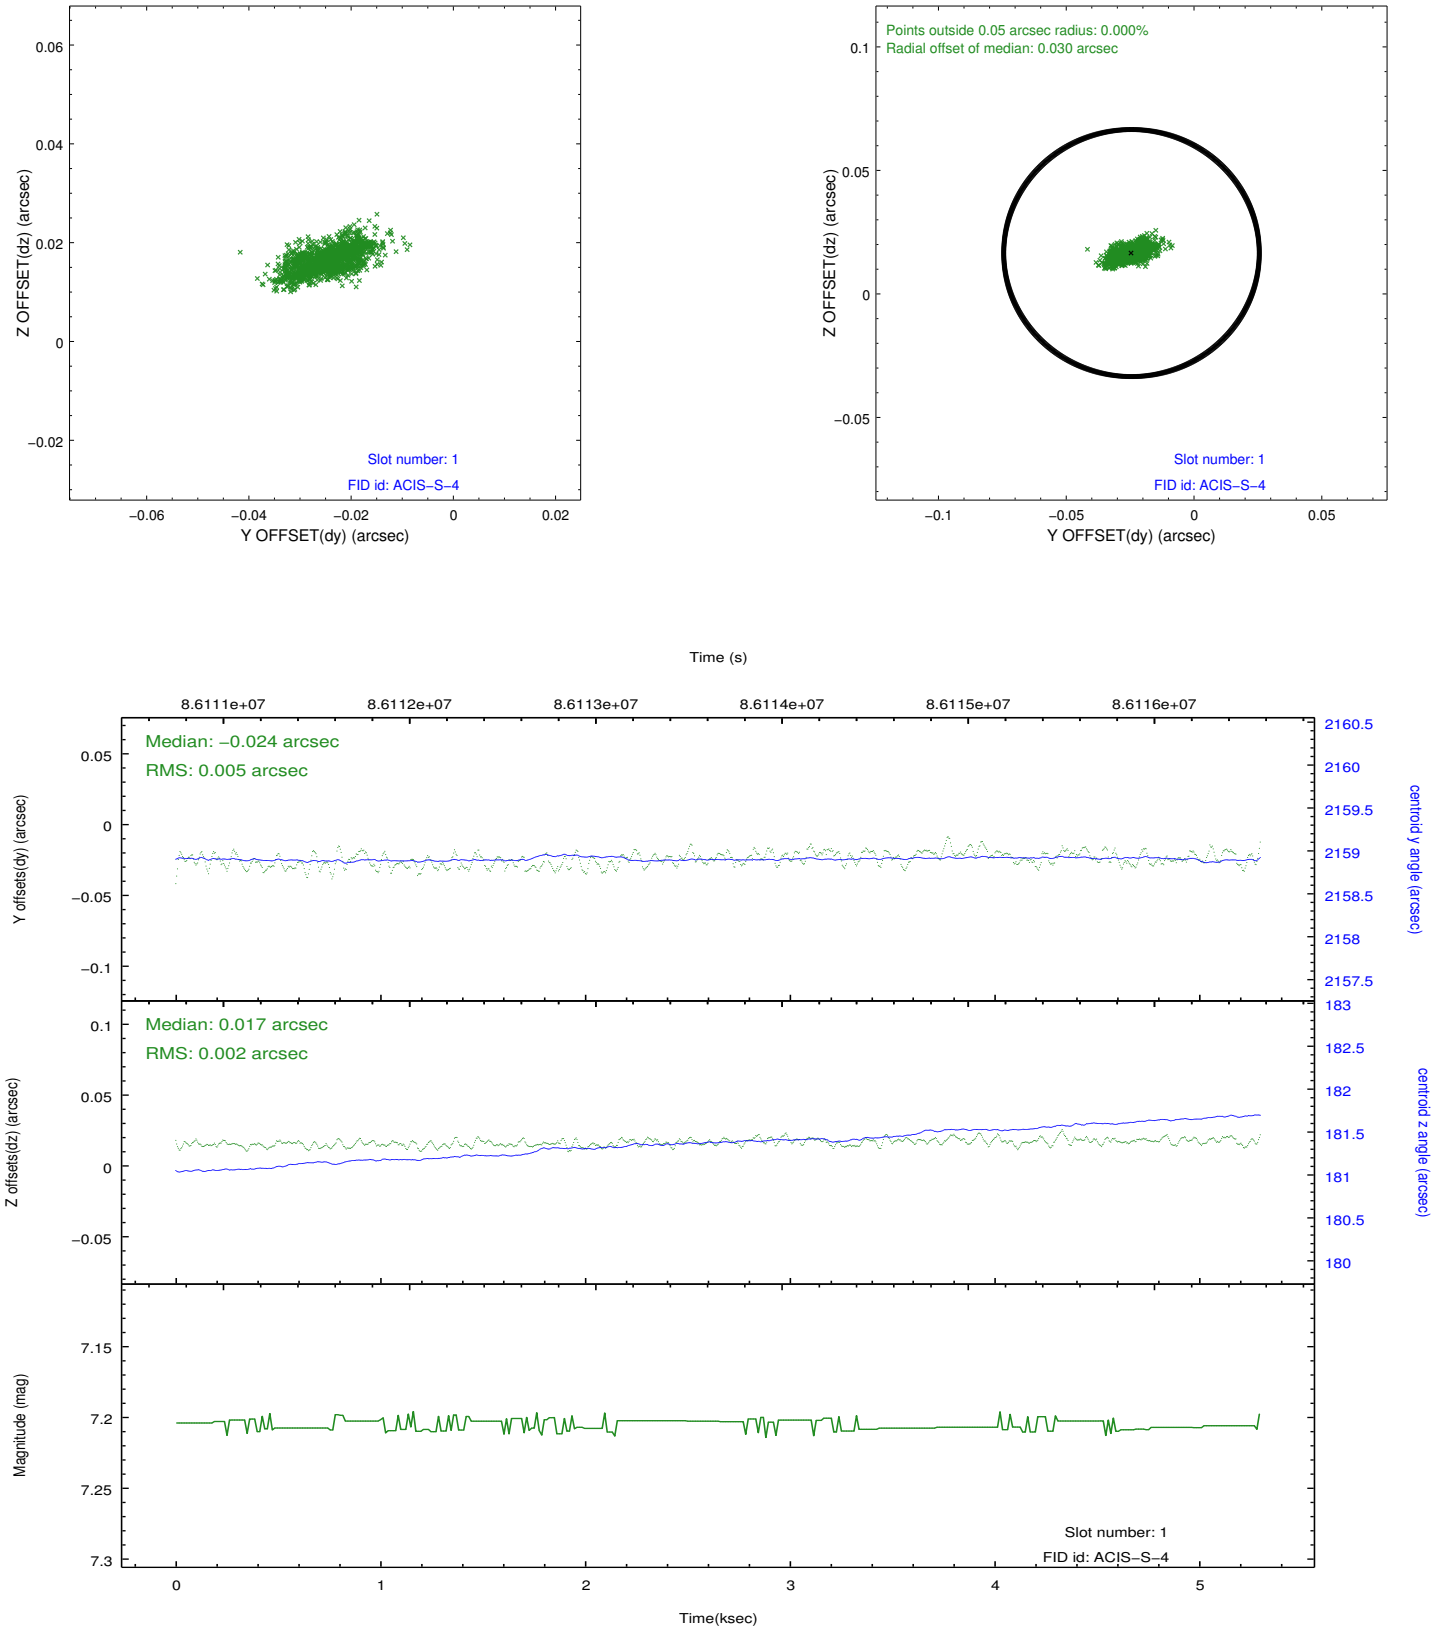 0.06
0.04
0.02
0
−0.02
Z OFFSET(dz) (arcsec)
Slot number: 1
FID id: ACIS−S−4
−0.06 −0.04 −0.02 0 0.02
Y OFFSET(dy) (arcsec)
Points outside 0.05 arcsec radius: 0.000%
Radial offset of median: 0.030 arcsec
0.1
0.05
0
−0.05
Z OFFSET(dz) (arcsec)
Slot number: 1
FID id: ACIS−S−4
−0.1 −0.05 0 0.05
Y OFFSET(dy) (arcsec)
Time (s)
8.6111e+07 8.6112e+07 8.6113e+07 8.6114e+07 8.6115e+07 8.6116e+07
Median: −0.024 arcsec
RMS: 0.005 arcsec
0.05
0
−0.05
−0.1
Y offsets(dy) (arcsec)
2160.5
2160
2159.5
2159
2158.5
2158
2157.5
centroid y angle (arcsec)
Median: 0.017 arcsec
RMS: 0.002 arcsec
0.1
0.05
0
−0.05
Z offsets(dz) (arcsec)
183
182.5
182
181.5
181
180.5
180
centroid z angle (arcsec)
7.15
7.2
7.25
7.3
Magnitude (mag)
Slot number: 1
FID id: ACIS−S−4
0 1 2 3 4 5
Time(ksec)